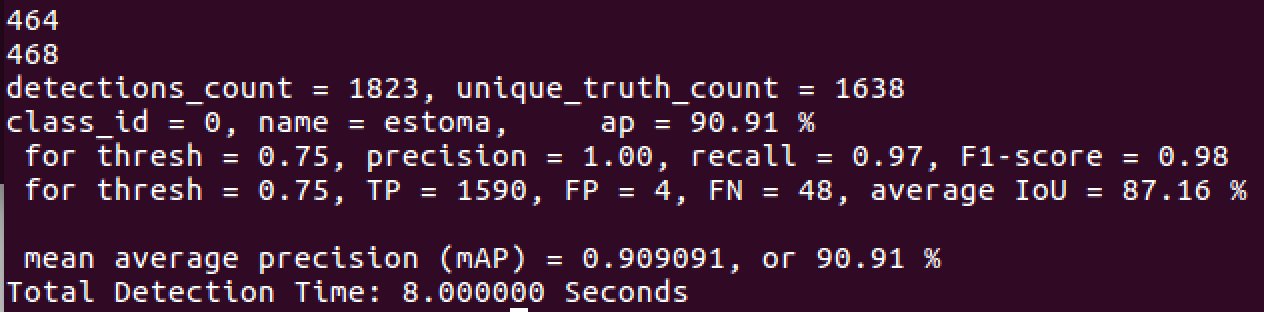 464
468
detections_count = 1823, unique_truth_count = 1638
class_id = 0, name = estoma,     ap = 90.91 %
 for thresh = 0.75, precision = 1.00, recall = 0.97, F1-score = 0.98
 for thresh = 0.75, TP = 1590, FP = 4, FN = 48, average IoU = 87.16 %

 mean average precision (mAP) = 0.909091, or 90.91 %
Total Detection Time: 8.000000 Seconds